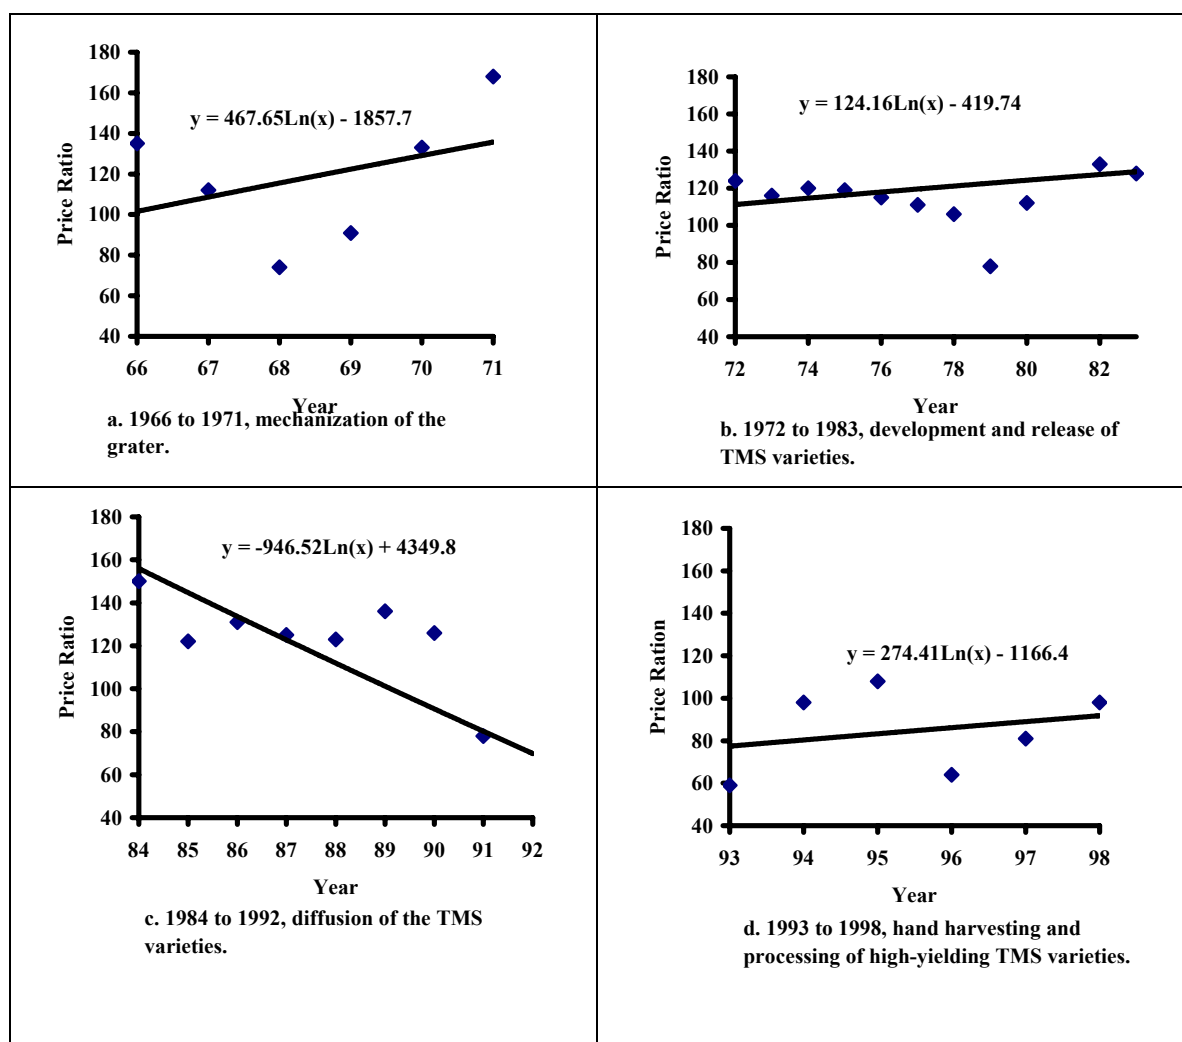 180
160
140
120
100
80
60
40
Price Ratio
y = 467.65Ln(x) - 1857.7
66 67 68 69 70 71
Year
a. 1966 to 1971, mechanization of the
grater.
180
160
140
120
100
80
60
40
Price Ratio
y = 124.16Ln(x) - 419.74
72 74 76 78 80 82
Year
b. 1972 to 1983, development and release of
TMS varieties.
180
160
140
120
100
80
60
40
Price Ratio
y = -946.52Ln(x) + 4349.8
84 85 86 87 88 89 90 91 92
Year
c. 1984 to 1992, diffusion of the TMS
varieties.
180
160
140
120
100
80
60
40
Price Ration
y = 274.41Ln(x) - 1166.4
93 94 95 96 97 98
Year
d. 1993 to 1998, hand harvesting and
processing of high-yielding TMS varieties.